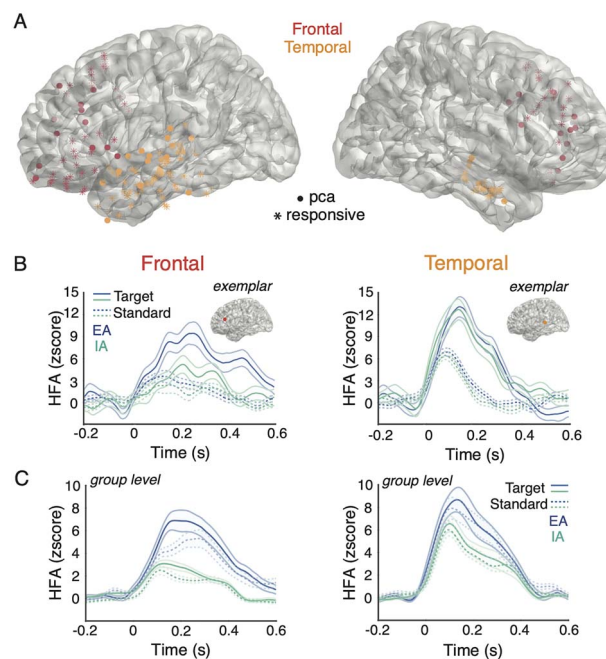 A
Frontal
Temporal
• pca
* responsive
B
Frontal
Temporal
15
12
9
6
3
0
HFA (zscore)
Target
Standard
EA
IA
exemplar
-0.2 0 0.2 0.4 0.6
Time (s)
15
12
9
6
3
0
HFA (zscore)
exemplar
-0.2 0 0.2 0.4 0.6
Time (s)
C
10
8
6
4
2
0
HFA (zscore)
group level
-0.2 0 0.2 0.4 0.6
Time (s)
10
8
6
4
2
0
HFA (zscore)
group level
Target
Standard
EA
IA
-0.2 0 0.2 0.4 0.6
Time (s)